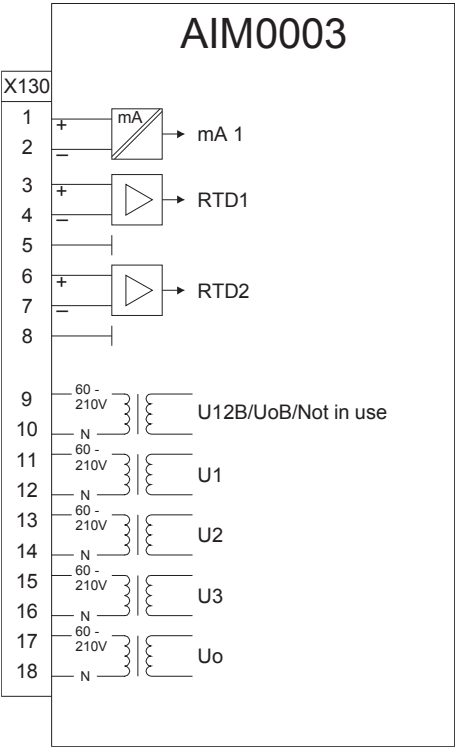 AIM0003
X130
1
+
mA
mA 1
2
–
3
+
RTD1
4
–
5
6
+
RTD2
7
–
8
9
60 -
210V
U12B/UoB/Not in use
10
N
11
60 -
210V
U1
12
N
13
60 -
210V
U2
14
N
15
60 -
210V
U3
16
N
17
60 -
210V
Uo
18
N